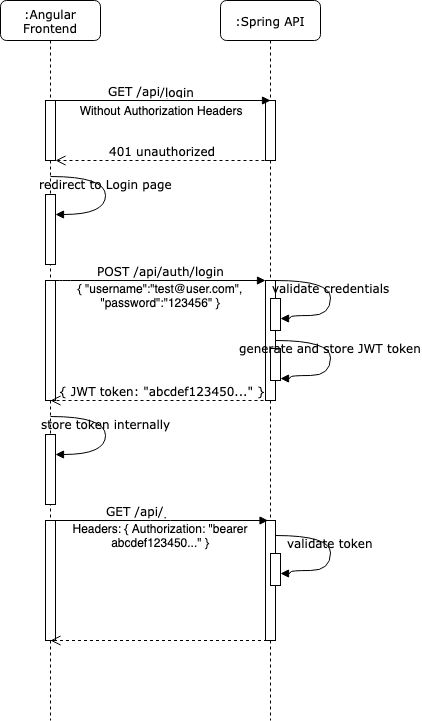 :Angular
Frontend
:Spring API
GET /api/login
Without Authorization Headers
401 unauthorized
redirect to Login page
POST /api/auth/login
{ "username":"test@user.com",
"password":"123456" }
validate credentials
generate and store JWT token
{ JWT token: "abcdef123450..." }
store token internally
GET /api/.
Headers: { Authorization: "bearer
abcdef123450..." }
validate token